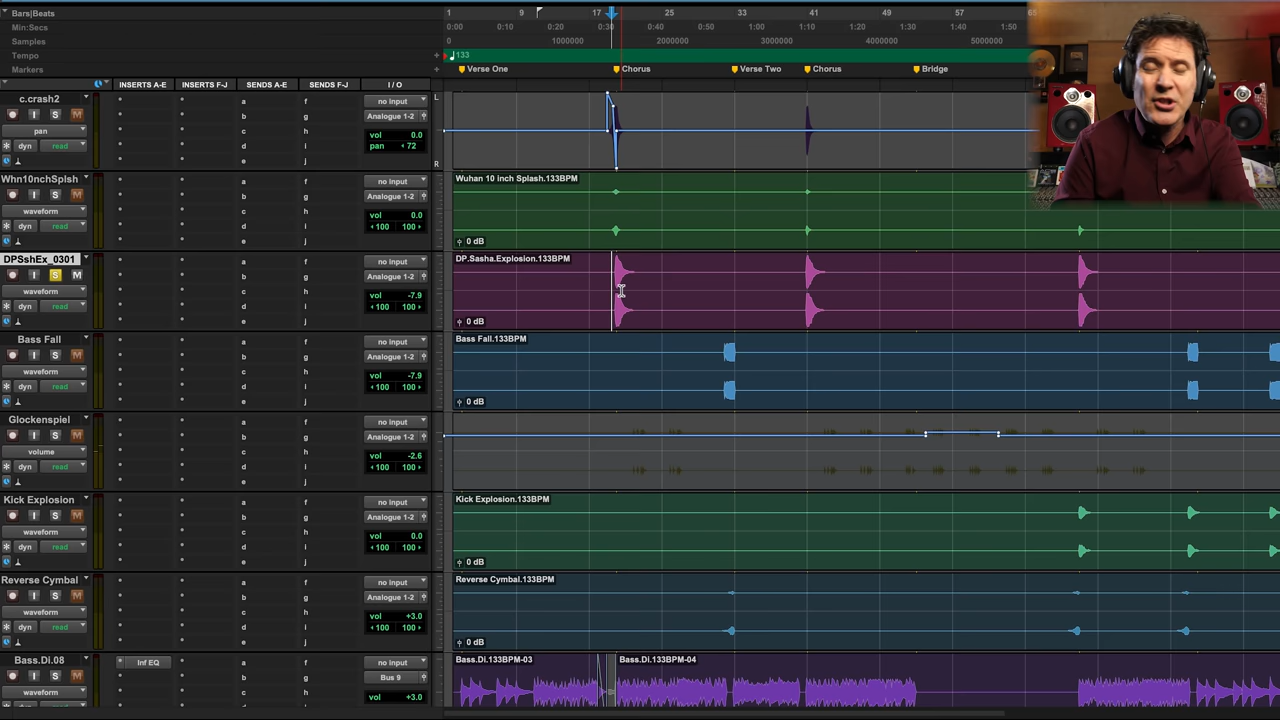 Bars|Beats 1 9 17 25 33 41 49 57 65
Min:Secs 0:00 0:10 0:20 0:30 0:40 0:50 1:00 1:10 1:20 1:30 1:40 1:50
Samples 0 1000000 2000000 3000000 4000000 5000000
Tempo + 133
Markers + Verse One Chorus Verse Two Chorus Bridge
INSERTS A-E INSERTS F-J SENDS A-E SENDS F-J I / O
c.crash2 a f no input L
I S M b g Analogue 1-2
pan c h vol 0.0
dyn read d i pan 72
e j R
Whn10nchSplsh a f no input Wuhan 10 inch Splash.133BPM
I S M b g Analogue 1-2
waveform c h vol 0.0
dyn read d i 100 100
e j 0 dB
DPSshEx_0301 a f no input DP.Sasha.Explosion.133BPM
I S M b g Analogue 1-2
waveform c h vol -7.9
dyn read d i 100 100
e j 0 dB
Bass Fall a f no input Bass Fall.133BPM
I S M b g Analogue 1-2
waveform c h vol -7.9
dyn read d i 100 100
e j 0 dB
Glockenspiel a f no input
I S M b g Analogue 1-2
volume c h vol -2.6
dyn read d i 100 100
e j
Kick Explosion a f no input Kick Explosion.133BPM
I S M b g Analogue 1-2
waveform c h vol 0.0
dyn read d i 100 100
e j 0 dB
Reverse Cymbal a f no input Reverse Cymbal.133BPM
I S M b g Analogue 1-2
waveform c h vol +3.0
dyn read d i 100 100
e j 0 dB
Bass.Di.08 Inf EQ a f no input Bass.Di.133BPM-03 Bass.Di.133BPM-04
I S M b g Bus 9
waveform c h vol +3.0